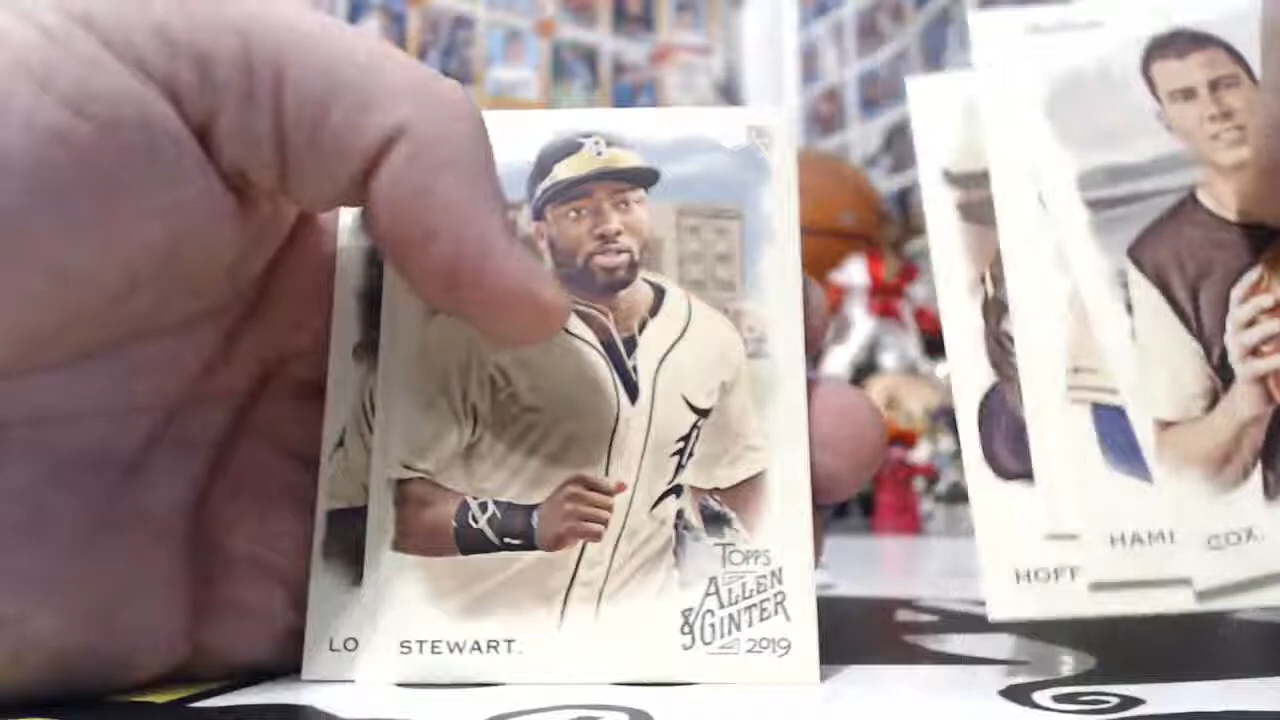 LO
STEWART.
TOPPS
ALLEN
& GINTER
2019
HOFF
HAMI
COX.